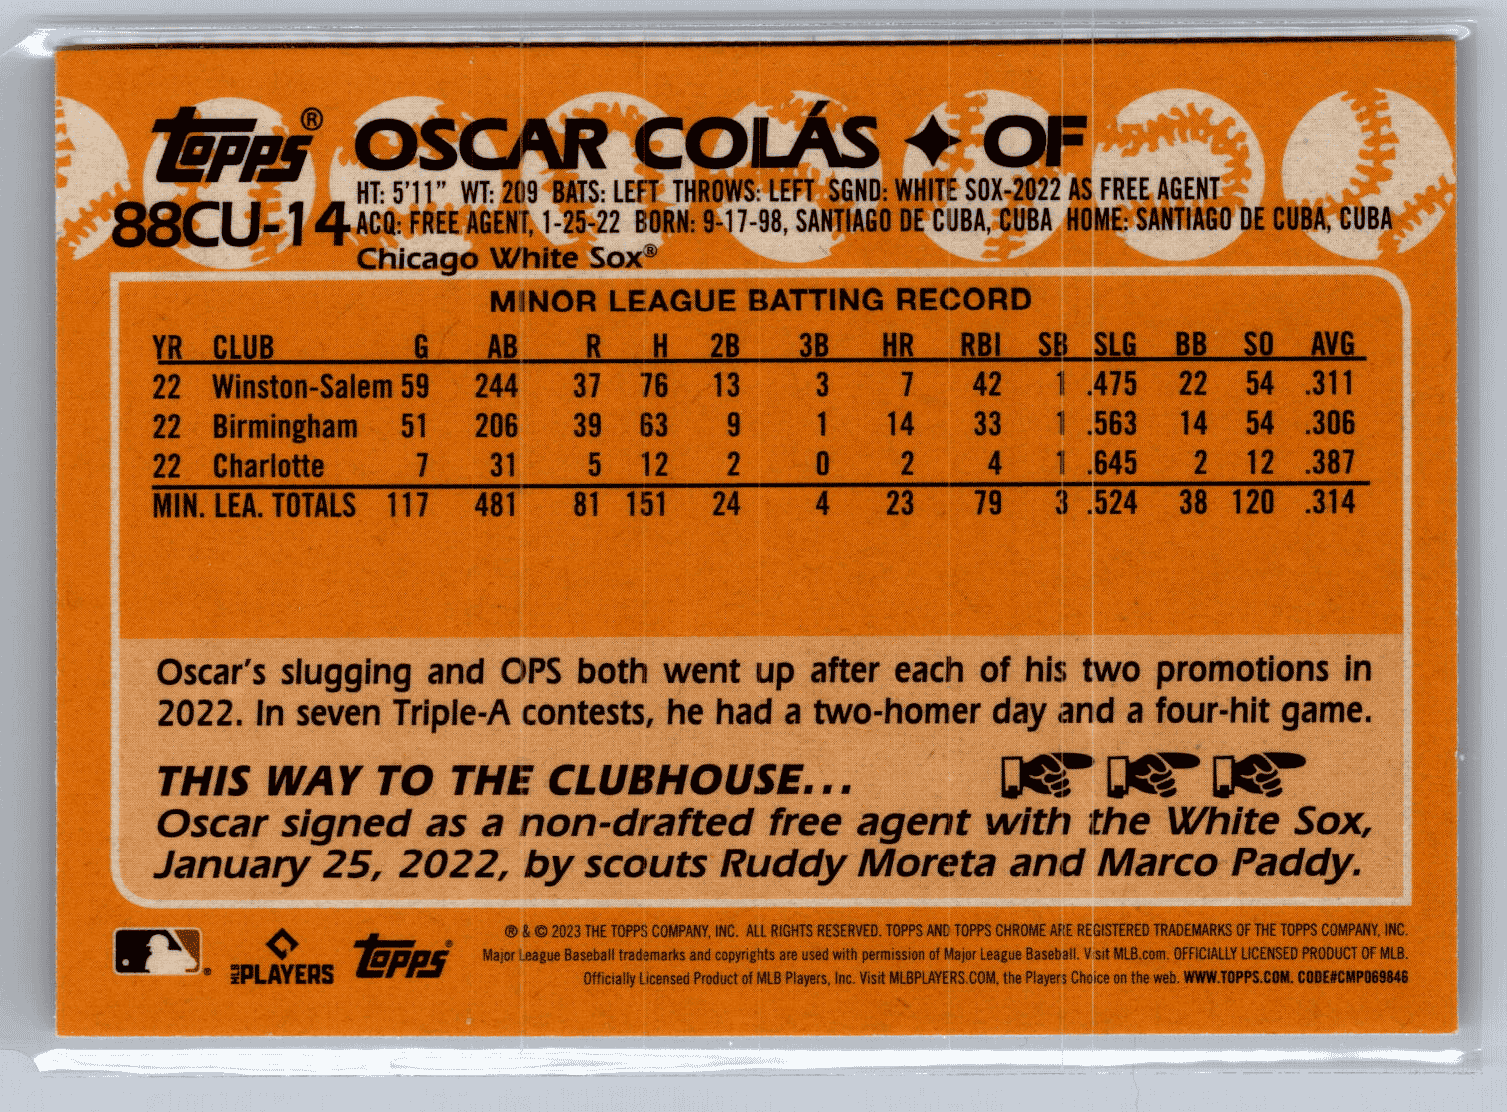 topps® OSCAR COLÁS ✦ OF
HT: 5'11" WT: 209 BATS: LEFT THROWS: LEFT SGND: WHITE SOX-2022 AS FREE AGENT
88CU-14 ACQ: FREE AGENT, 1-25-22 BORN: 9-17-98, SANTIAGO DE CUBA, CUBA HOME: SANTIAGO DE CUBA, CUBA
Chicago White Sox®
MINOR LEAGUE BATTING RECORD
YR CLUB G AB R H 2B 3B HR RBI SB SLG BB SO AVG
22 Winston-Salem 59 244 37 76 13 3 7 42 1 .475 22 54 .311
22 Birmingham 51 206 39 63 9 1 14 33 1 .563 14 54 .306
22 Charlotte 7 31 5 12 2 0 2 4 1 .645 2 12 .387
MIN. LEA. TOTALS 117 481 81 151 24 4 23 79 3 .524 38 120 .314
Oscar's slugging and OPS both went up after each of his two promotions in
2022. In seven Triple-A contests, he had a two-homer day and a four-hit game.
THIS WAY TO THE CLUBHOUSE...
Oscar signed as a non-drafted free agent with the White Sox,
January 25, 2022, by scouts Ruddy Moreta and Marco Paddy.
® & © 2023 THE TOPPS COMPANY, INC. ALL RIGHTS RESERVED. TOPPS AND TOPPS CHROME ARE REGISTERED TRADEMARKS OF THE TOPPS COMPANY, INC.
Major League Baseball trademarks and copyrights are used with permission of Major League Baseball. Visit MLB.com. OFFICIALLY LICENSED PRODUCT OF MLB.
Officially Licensed Product of MLB Players, Inc. Visit MLBPLAYERS.COM, the Players Choice on the web. WWW.TOPPS.COM. CODE#CMP069846
MLB PLAYERS topps®